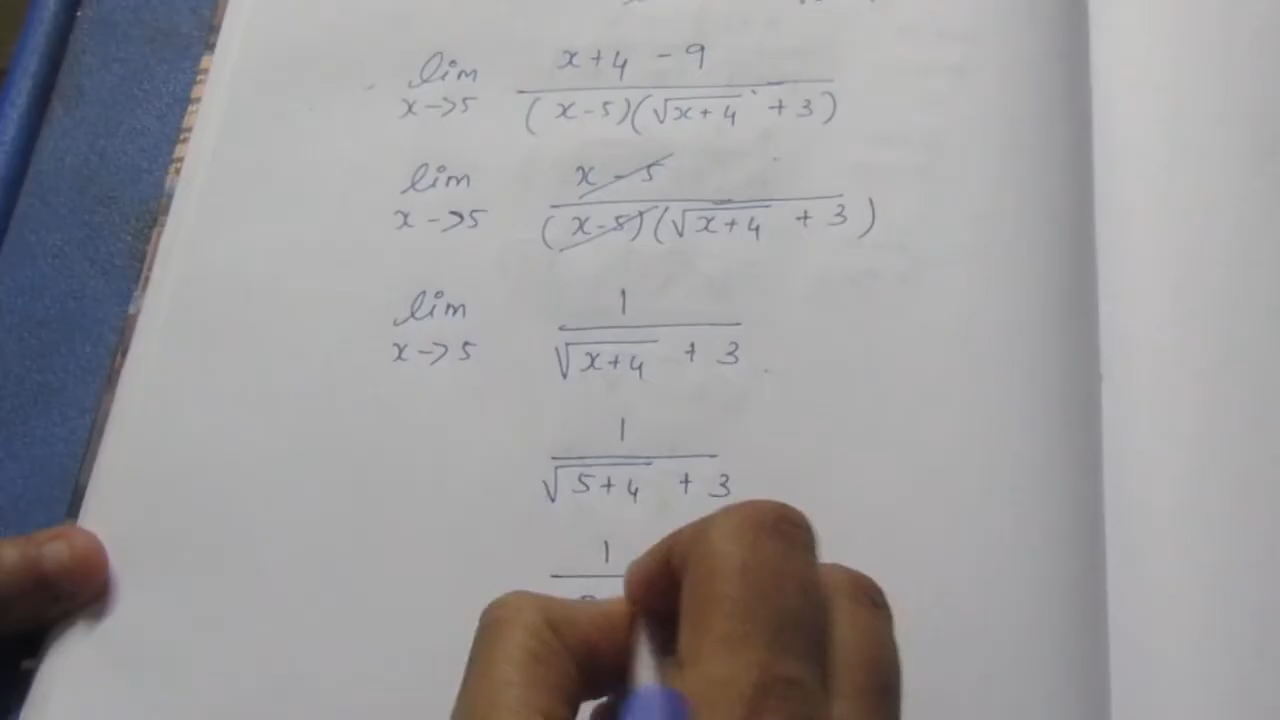 lim x→5 (x+4 -9) / ((x-5)(√x+4 + 3))
lim x→5 (x-5) / ((x-5)(√x+4 + 3))
lim x→5 1 / (√x+4 + 3)
1 / (√5+4 + 3)
1